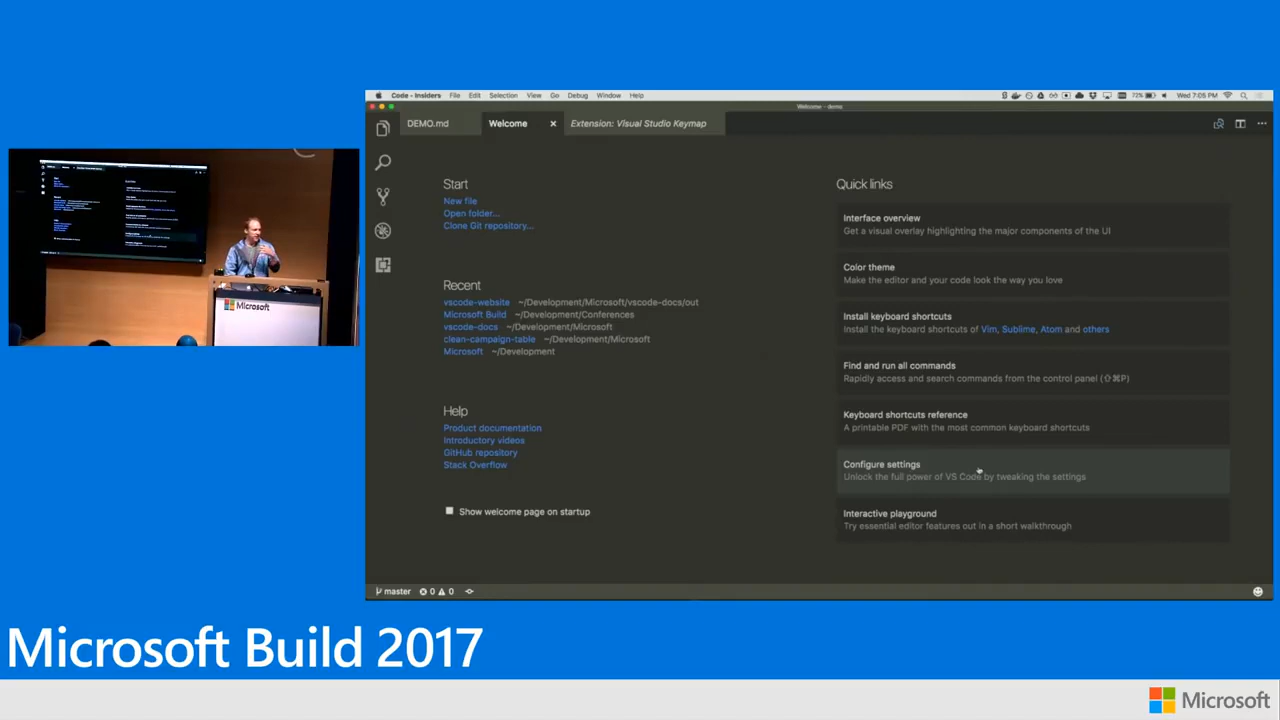 Code - Insiders File Edit Selection View Go Debug Window Help
72% Wed 7:05 PM
Welcome - demo
DEMO.md Welcome Extension: Visual Studio Keymap
Start
New file
Open folder...
Clone Git repository...
Recent
vscode-website ~/Development/Microsoft/vscode-docs/out
Microsoft Build ~/Development/Conferences
vscode-docs ~/Development/Microsoft
clean-campaign-table ~/Development/Microsoft
Microsoft ~/Development
Help
Product documentation
Introductory videos
GitHub repository
Stack Overflow
Show welcome page on startup
Quick links
Interface overview
Get a visual overlay highlighting the major components of the UI
Color theme
Make the editor and your code look the way you love
Install keyboard shortcuts
Install the keyboard shortcuts of Vim, Sublime, Atom and others
Find and run all commands
Rapidly access and search commands from the control panel (⇧⌘P)
Keyboard shortcuts reference
A printable PDF with the most common keyboard shortcuts
Configure settings
Unlock the full power of VS Code by tweaking the settings
Interactive playground
Try essential editor features out in a short walkthrough
master 0 0
Microsoft
Microsoft Build 2017
Microsoft